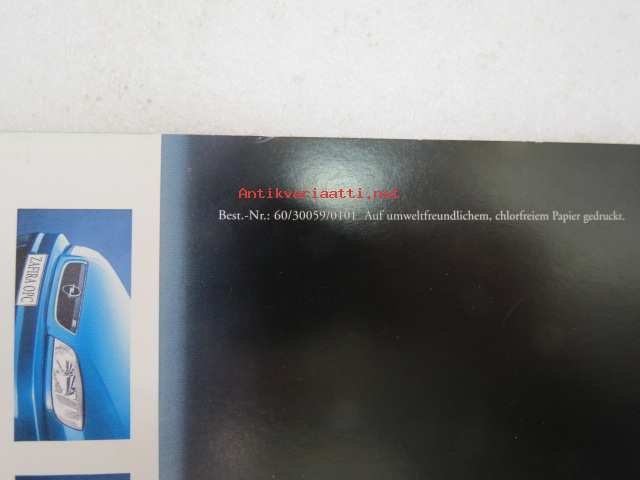 Antikvariaatti.net
Best.-Nr.: 60/30059/0101 Auf umweltfreundlichem, chlorfreiem Papier gedruckt.
ZAFIRA OPC